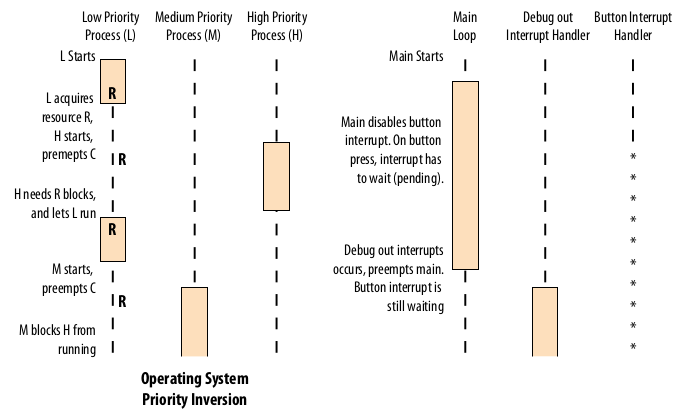 Low Priority
Process (L)
Medium Priority
Process (M)
High Priority
Process (H)
L Starts
R
L acquires
resource R,
H starts,
premepts C
R
H needs R blocks,
and lets L run
R
M starts,
preempts C
R
M blocks H from
running
Operating System
Priority Inversion
Main
Loop
Debug out
Interrupt Handler
Button Interrupt
Handler
Main Starts
Main disables button
interrupt. On button
press, interrupt has
to wait (pending).
Debug out interrupts
occurs, preempts main.
Button interrupt is
still waiting
*
*
*
*
*
*
*
*
*
*